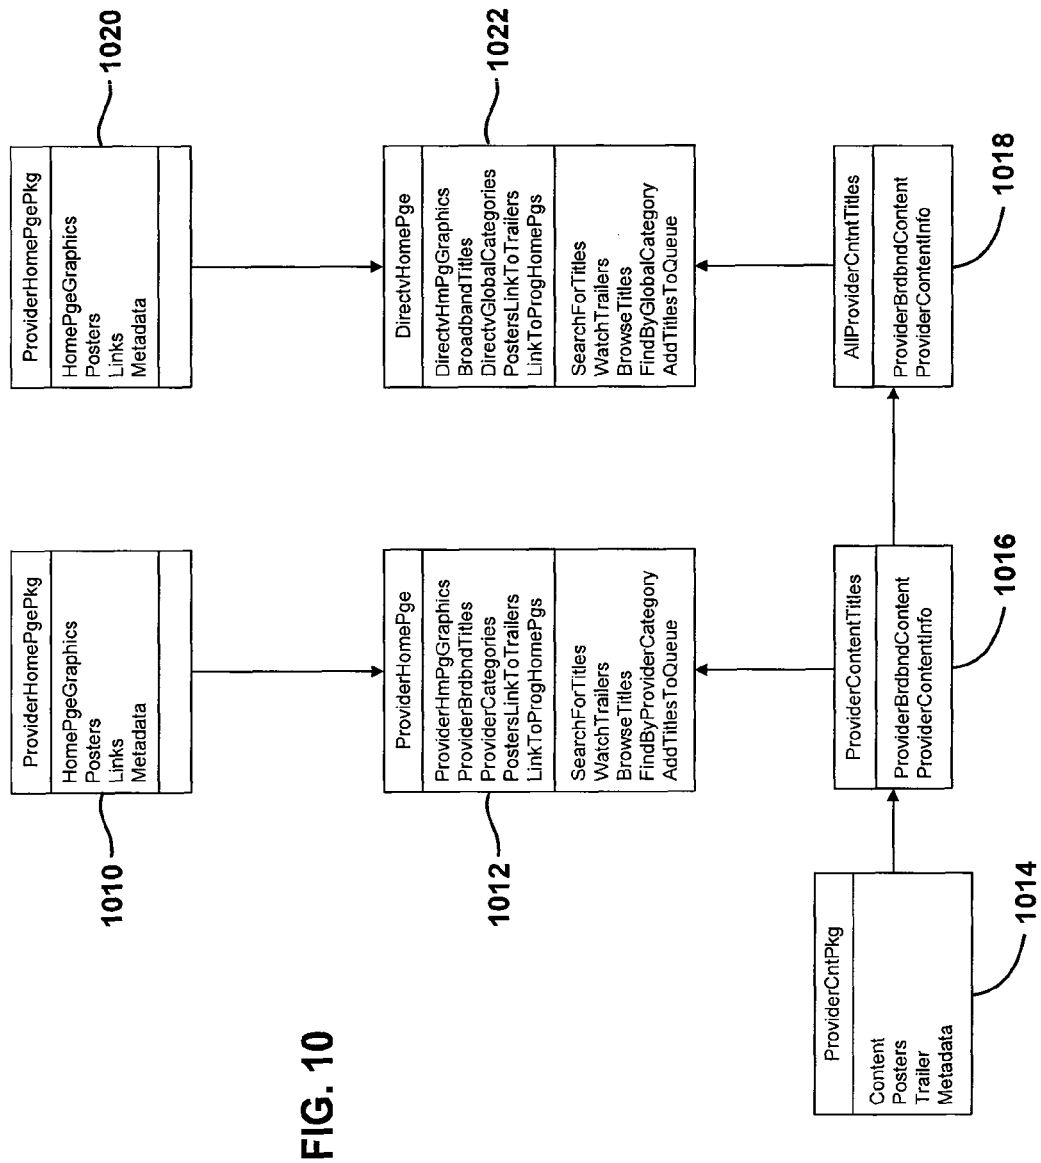 ProviderHomePgePkg
HomePgeGraphics
Posters
Links
Metadata
1010
ProviderHomePgePkg
HomePgeGraphics
Posters
Links
Metadata
1020
ProviderHomePge
ProviderHmPgGraphics
ProviderBrdbndTitles
ProviderCategories
PostersLinkToTrailers
LinkToProgHomePgs
SearchForTitles
WatchTrailers
BrowseTitles
FindByProviderCategory
AddTitlesToQueue
1012
DirectvHomePge
DirectvHmPgGraphics
BroadbandTitles
DirectvGlobalCategories
PostersLinkToTrailers
LinkToProgHomePgs
SearchForTitles
WatchTrailers
BrowseTitles
FindByGlobalCategory
AddTitlesToQueue
1022
ProviderCntPkg
Content
Posters
Trailer
Metadata
1014
ProviderContentTitles
ProviderBrdbndContent
ProviderContentInfo
1016
AllProviderCntntTitles
ProviderBrdbndContent
ProviderContentInfo
1018
FIG. 10